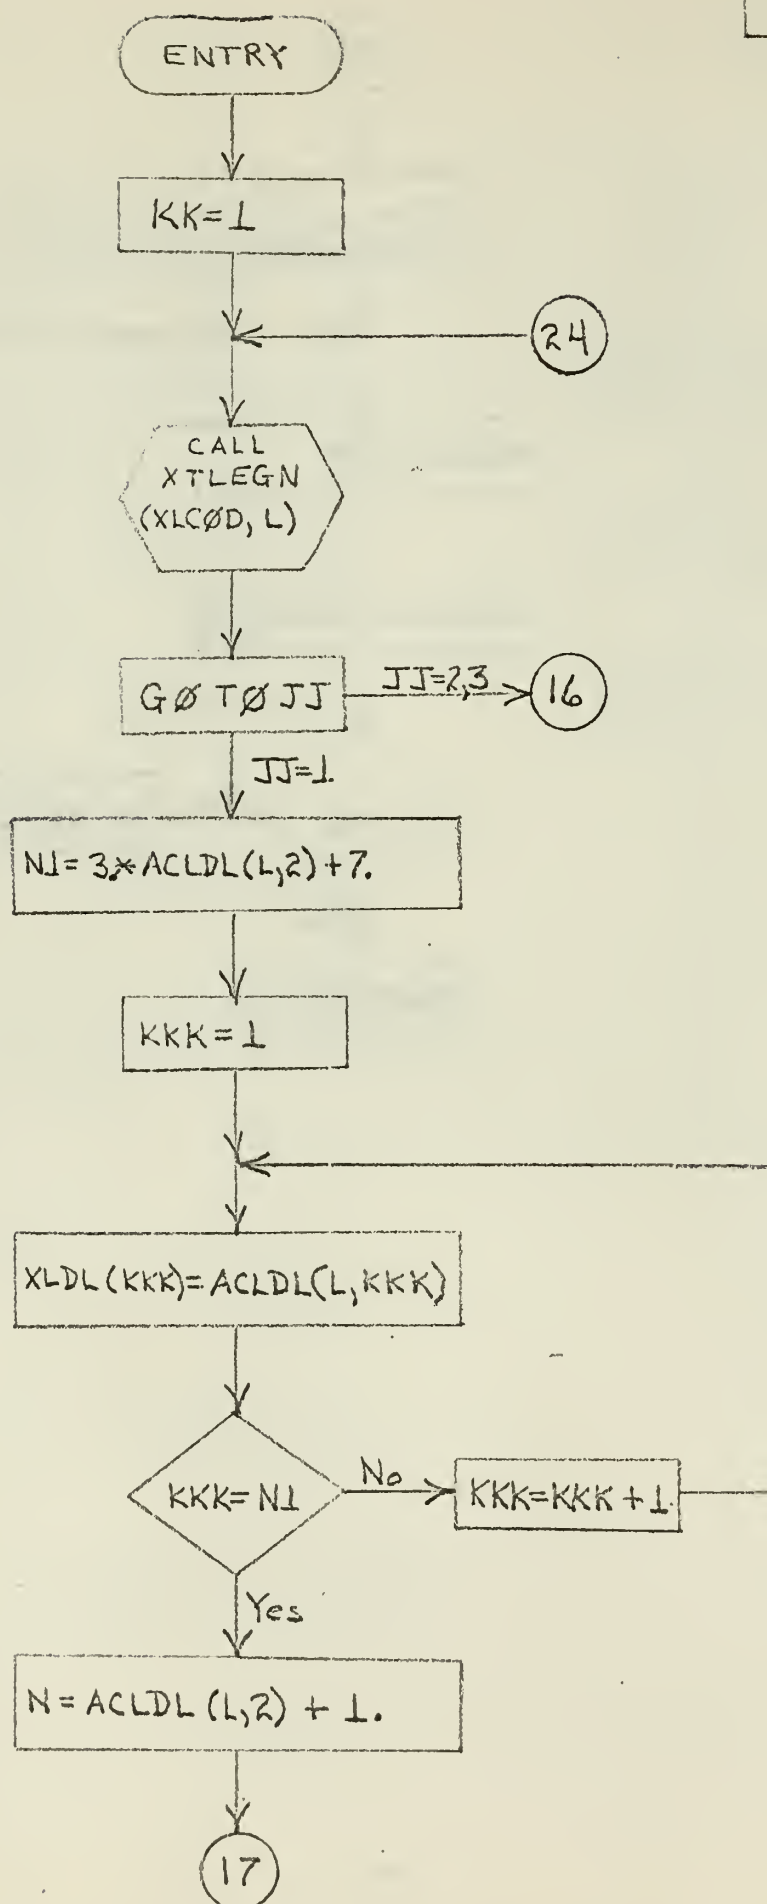 ENTRY
KK=1
24
CALL
XTLEGN
(XLCØD, L)
GØ TØ JJ
JJ=2,3
16
JJ=1.
N1=3.*ACLDL(L,2)+7.
KKK=1
XLDL(KKK)=ACLDL(L,KKK)
KKK=N1
No
KKK=KKK+1.
Yes
N=ACLDL(L,2) + 1.
17